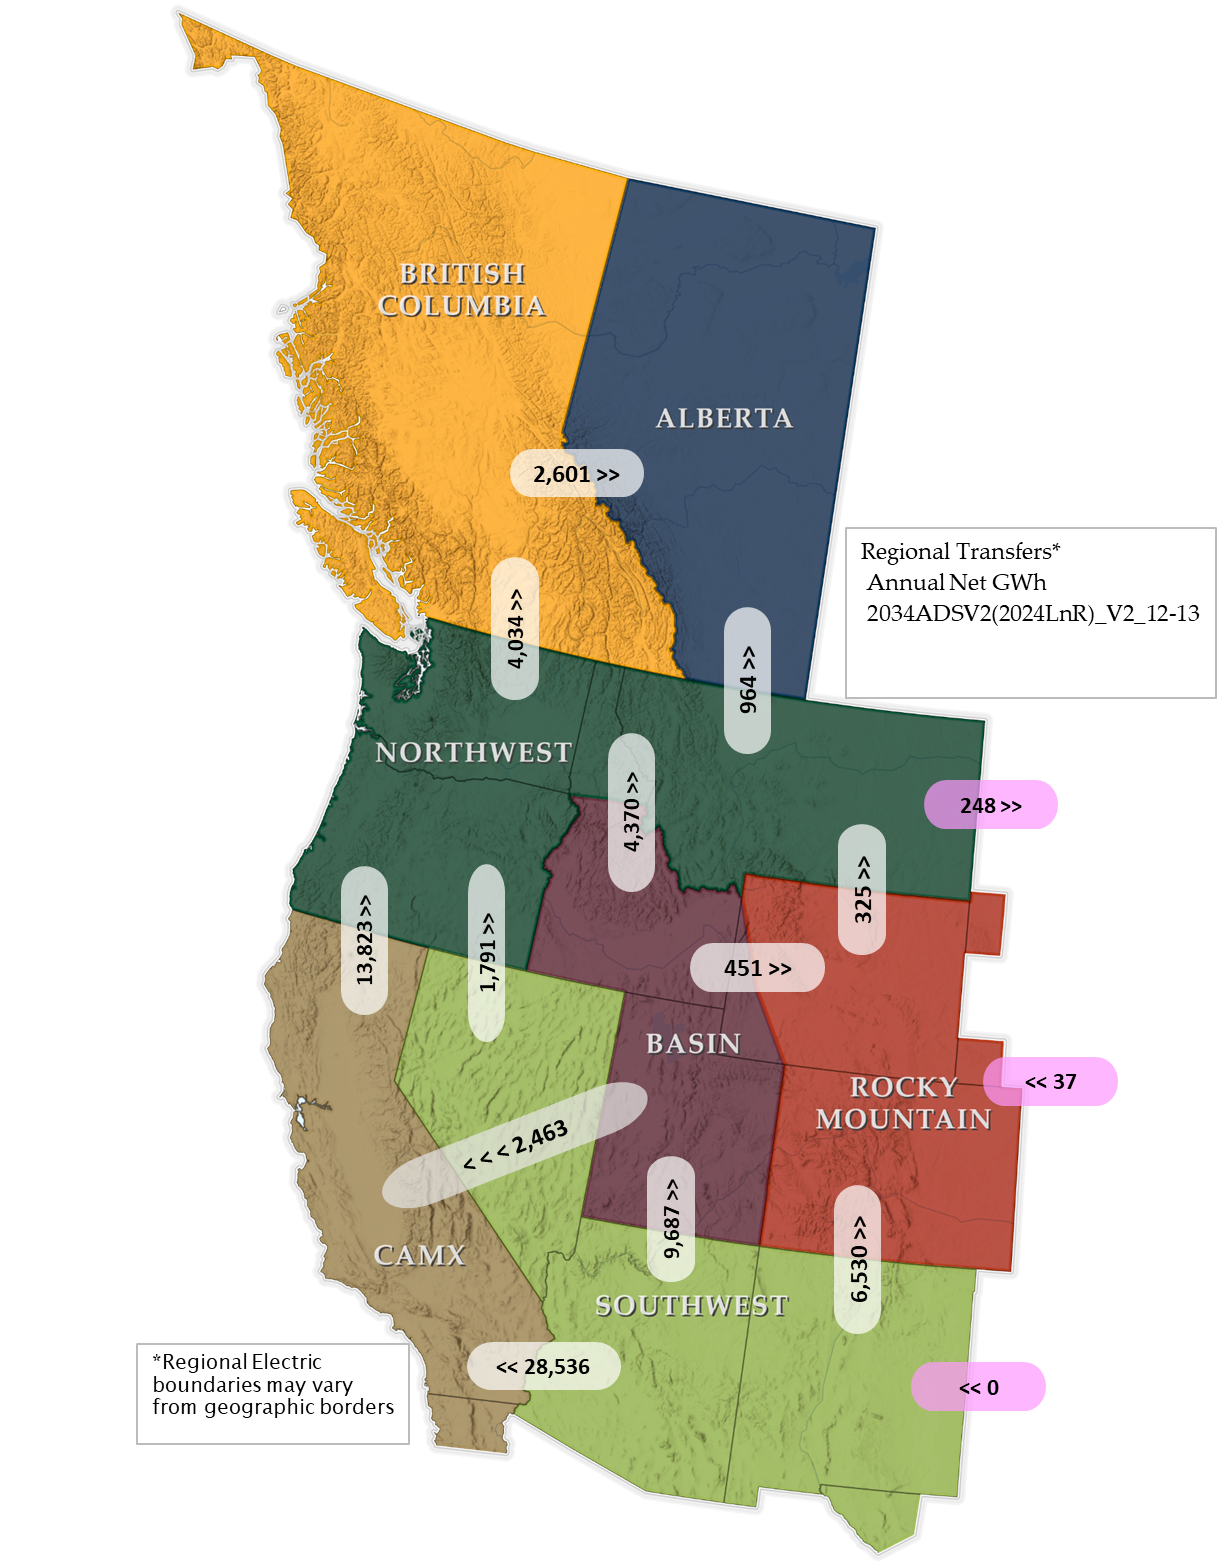 BRITISH
COLUMBIA
ALBERTA
2,601 >>
Regional Transfers*
Annual Net GWh
2034ADSV2(2024LnR)_V2_12-13
4,034 >>
964 >>
NORTHWEST
4,370 >>
248 >>
325 >>
13,823 >>
1,791 >>
451 >>
BASIN
ROCKY
MOUNTAIN
<< 37
< < < 2,463
9,687 >>
6,530 >>
CAMX
SOUTHWEST
*Regional Electric
boundaries may vary
from geographic borders
<< 28,536
<< 0